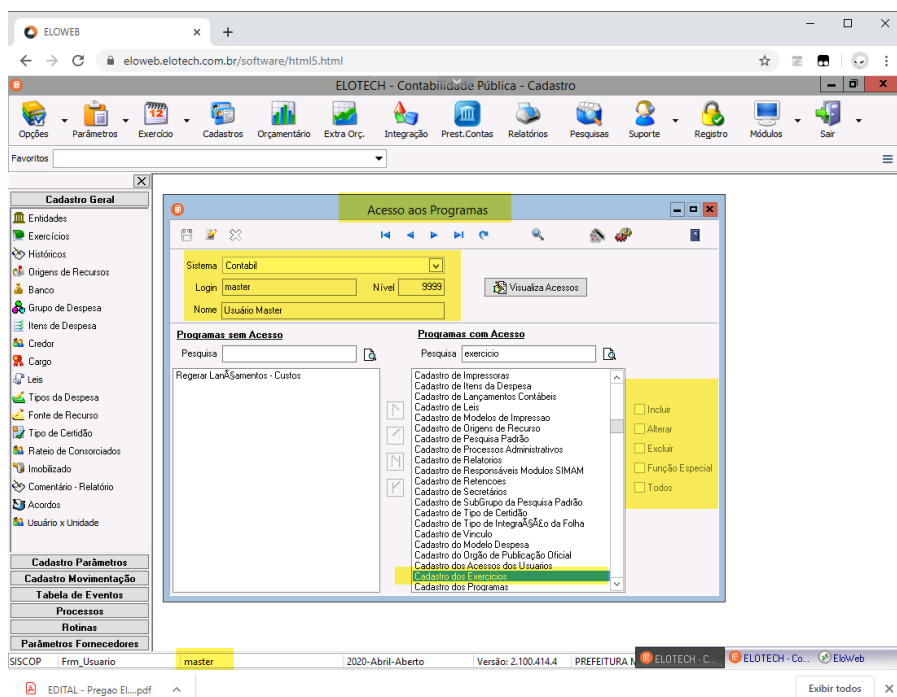 ELOWEB
eloweb.elotech.com.br/software/html5.html
ELOTECH - Contabilidade Pública - Cadastro
Opções Parâmetros Exercício Cadastros Orçamentário Extra Orç. Integração Prest.Contas Relatórios Pesquisas Suporte Registro Módulos Sair
Favoritos
Cadastro Geral
Entidades
Exercícios
Históricos
Origens de Recursos
Banco
Grupo de Despesa
Itens de Despesa
Credor
Cargo
Leis
Tipos da Despesa
Fonte de Recurso
Tipo de Certidão
Rateio de Consorciados
Imobilizado
Comentário - Relatório
Acordos
Usuário x Unidade
Cadastro Parâmetros
Cadastro Movimentação
Tabela de Eventos
Processos
Rotinas
Parâmetros Fornecedores
Acesso aos Programas
Sistema Contabil
Login master Nível 9999 Visualiza Acessos
Nome Usuário Master
Programas sem Acesso
Pesquisa
Regerar LanÃ§amentos - Custos
Programas com Acesso
Pesquisa exercicio
Cadastro de Impressoras
Cadastro de Itens da Despesa
Cadastro de Lançamentos Contábeis
Cadastro de Leis
Cadastro de Modelos de Impressao
Cadastro de Origens de Recurso
Cadastro de Pesquisa Padrão
Cadastro de Processos Administrativos
Cadastro de Relatorios
Cadastro de Responsáveis Modulos SIMAM
Cadastro de Retencoes
Cadastro de Secretários
Cadastro de SubGrupo da Pesquisa Padrão
Cadastro de Tipo de Certidão
Cadastro de Tipo de IntegraÃ§Ã£o da Folha
Cadastro de Vinculo
Cadastro do Modelo Despesa
Cadastro do Orgão de Publicação Oficial
Cadastro dos Acessos dos Usuarios
Cadastro dos Exercicios
Cadastro dos Programas
Incluir
Alterar
Excluir
Função Especial
Todos
SISCOP Frm_Usuario master 2020-Abril-Aberto Versão: 2.100.414.4 PREFEITURA M ELOTECH - C... ELOTECH - Co... EloWeb
EDITAL - Pregao El....pdf Exibir todos